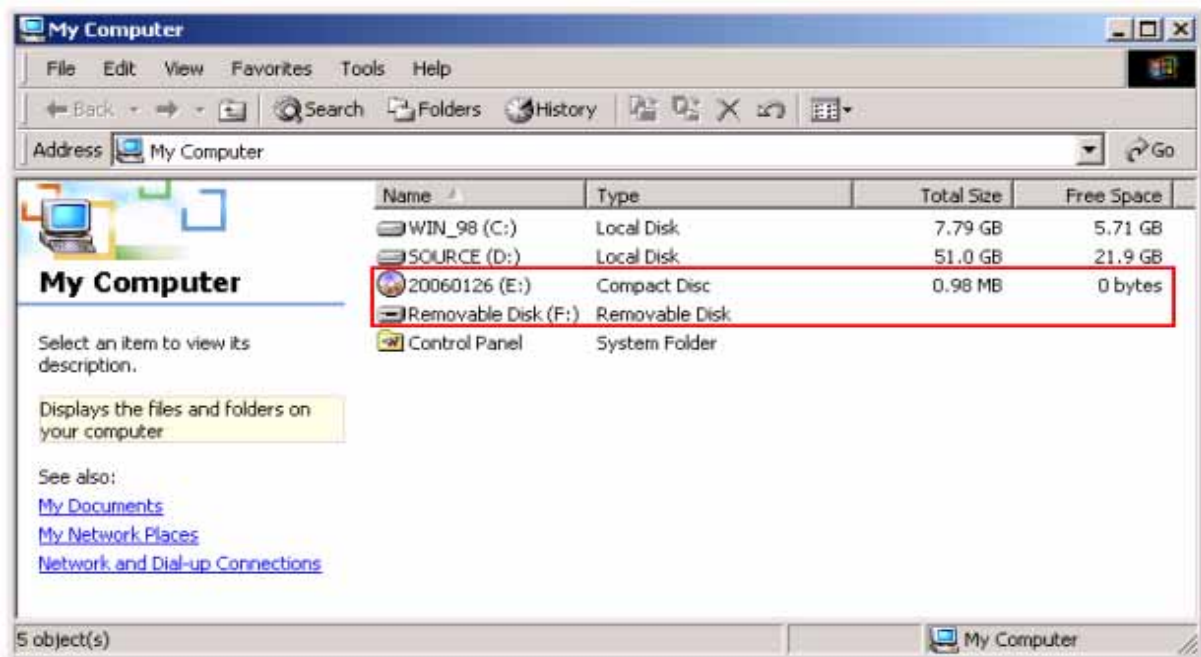 My Computer
File Edit View Favorites Tools Help
Back Search Folders History
Address My Computer Go
Name Type Total Size Free Space
WIN_98 (C:) Local Disk 7.79 GB 5.71 GB
SOURCE (D:) Local Disk 51.0 GB 21.9 GB
20060126 (E:) Compact Disc 0.98 MB 0 bytes
Removable Disk (F:) Removable Disk
Control Panel System Folder
My Computer
Select an item to view its
description.
Displays the files and folders on
your computer
See also:
My Documents
My Network Places
Network and Dial-up Connections
5 object(s) My Computer